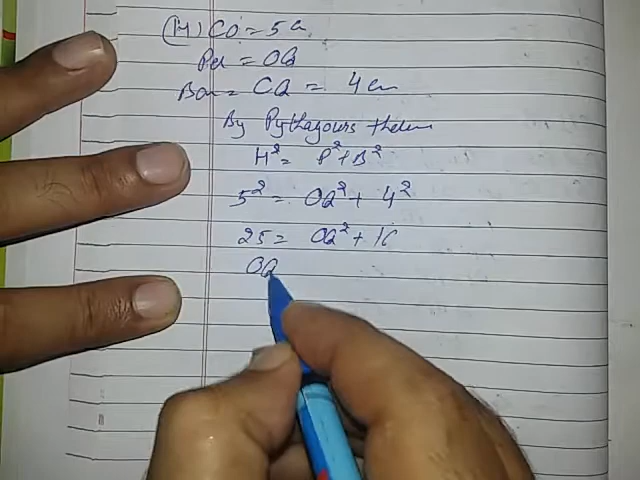 (H) CO = 5 cm
Per = OQ
Base = CQ = 4 cm
By Pythagours theorem
H² = P² + B²
5² = OQ² + 4²
25 = OQ² + 16
OQ